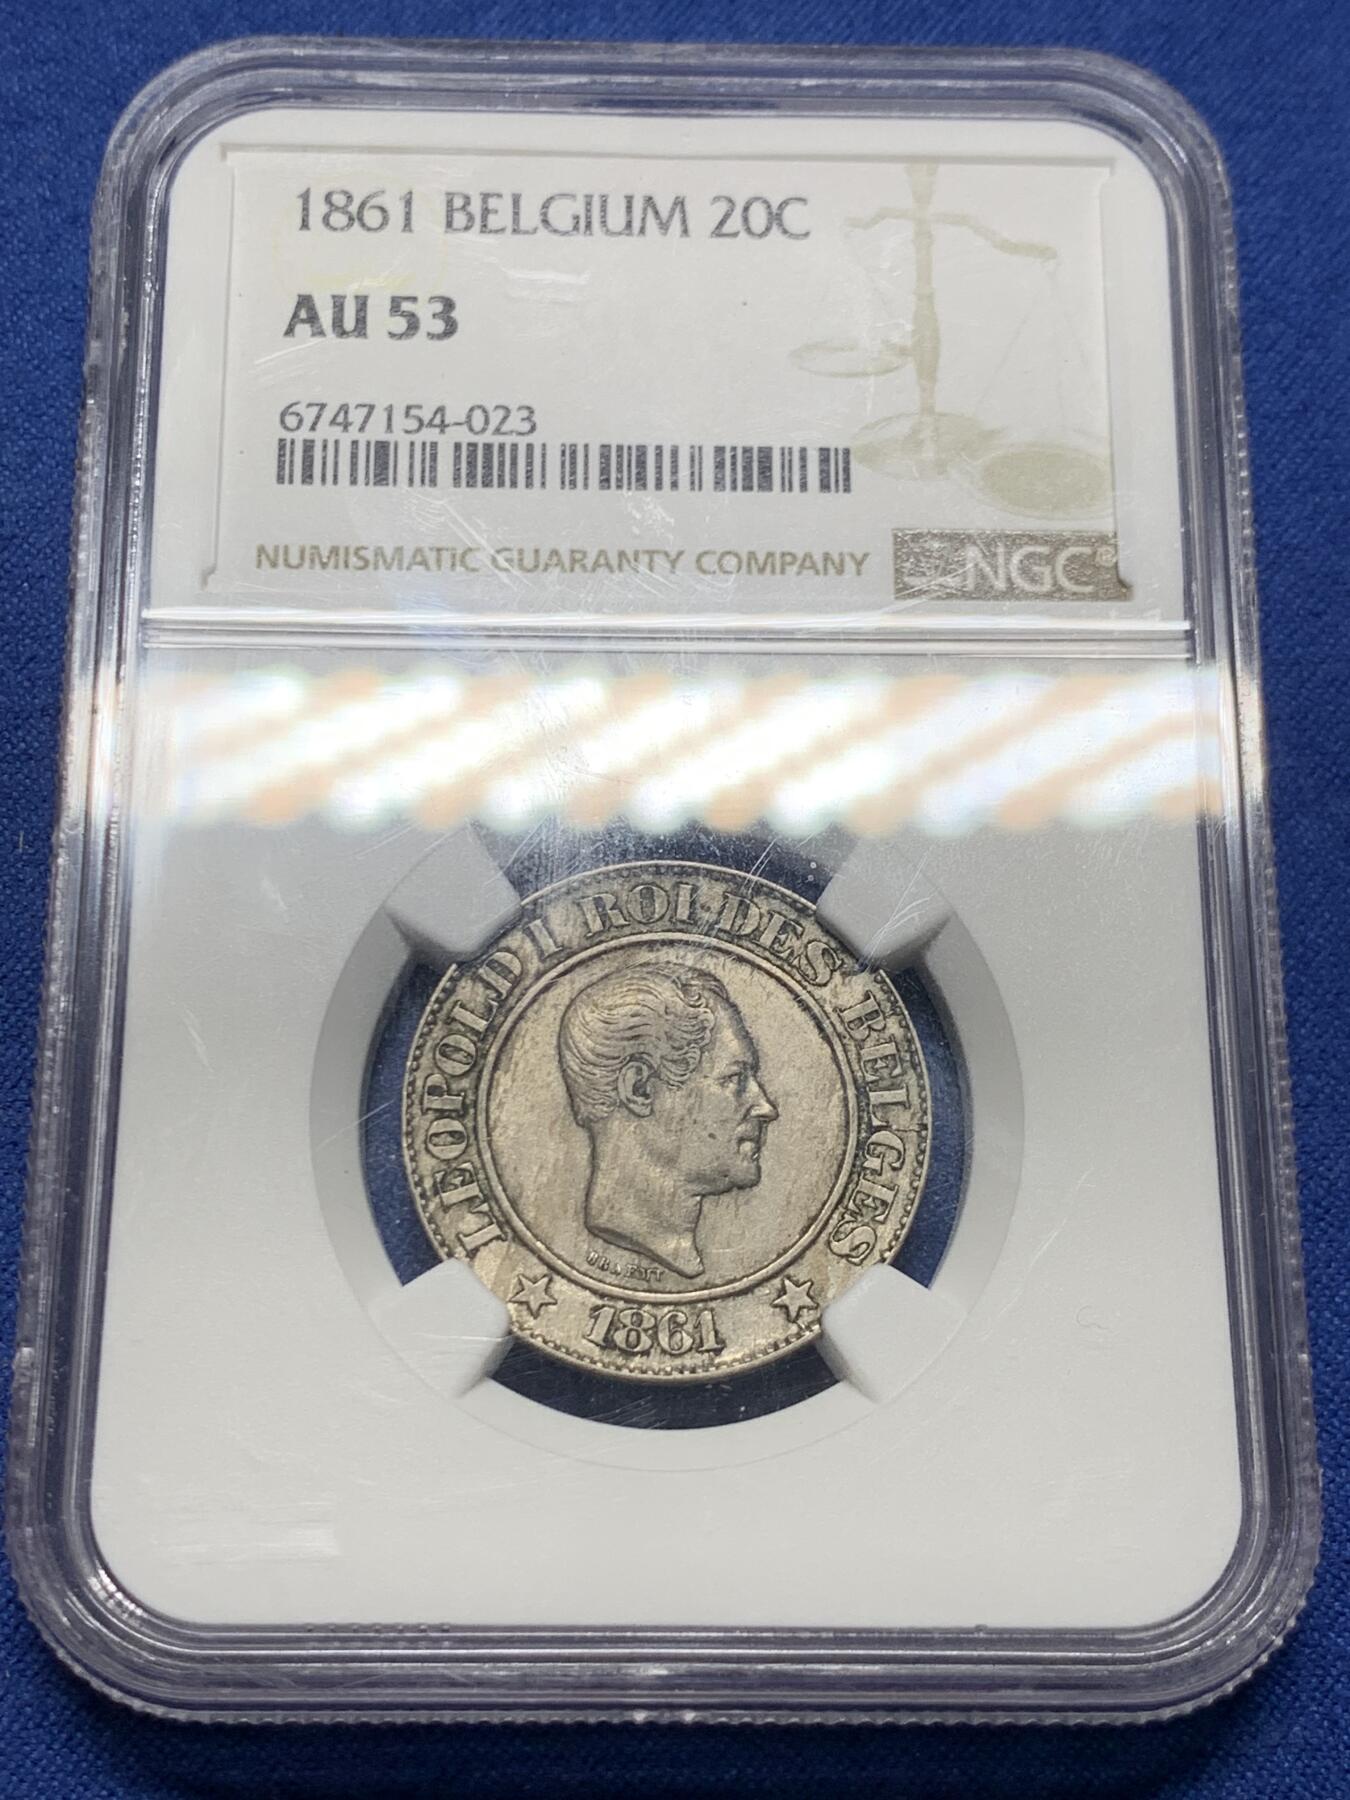 1861 BELGIUM 20C
AU 53
6747154-023
NUMISMATIC GUARANTY COMPANY
NGC
LEOPOLD I ROI DES BELGES
1861